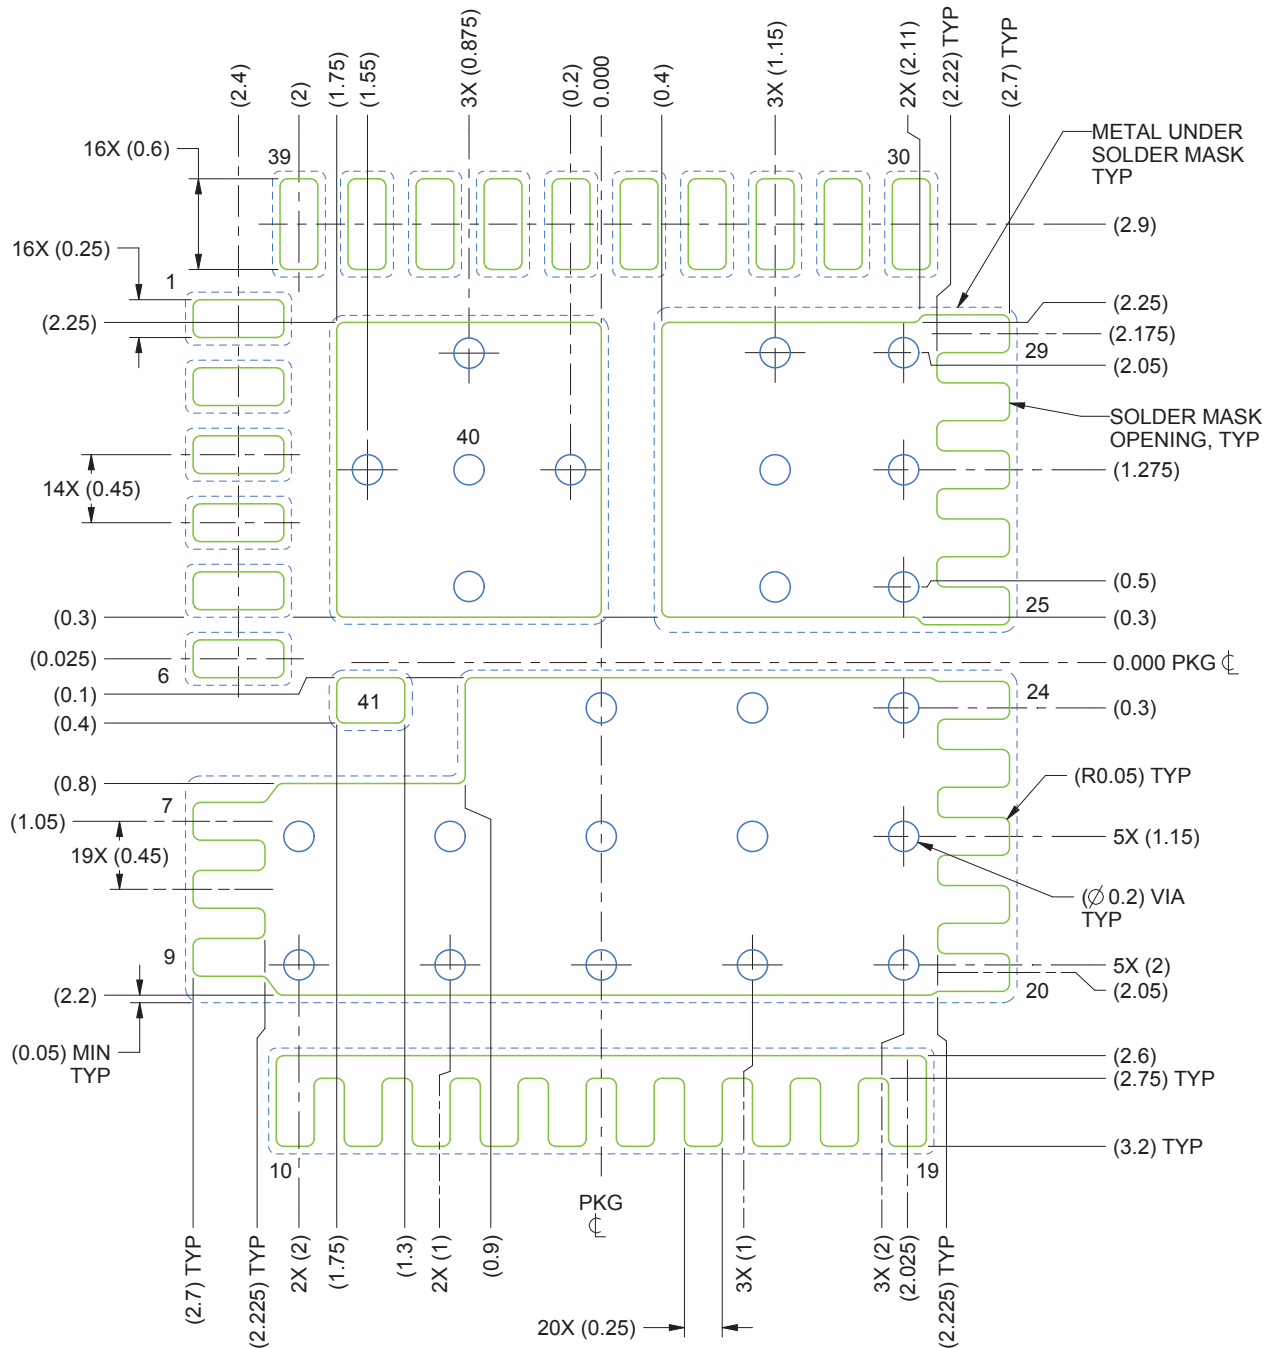 (2.4)
(2)
(1.75)
(1.55)
3X (0.875)
(0.2)
0.000
(0.4)
3X (1.15)
2X (2.11)
(2.22) TYP
(2.7) TYP
METAL UNDER
SOLDER MASK
TYP
16X (0.6)
39
30
(2.9)
16X (0.25)
1
(2.25)
(2.25)
(2.175)
29
(2.05)
SOLDER MASK
OPENING, TYP
40
(1.275)
14X (0.45)
(0.5)
25
(0.3)
(0.3)
(0.025)
6
0.000 PKG ℄
(0.1)
41
24
(0.4)
(0.3)
(0.8)
(R0.05) TYP
7
(1.05)
5X (1.15)
19X (0.45)
(∅ 0.2) VIA
TYP
9
5X (2)
(2.2)
20
(2.05)
(0.05) MIN
TYP
(2.6)
(2.75) TYP
(3.2) TYP
10
19
PKG
℄
(2.7) TYP
(2.225) TYP
2X (2)
(1.75)
(1.3)
2X (1)
(0.9)
3X (1)
3X (2)
(2.025)
(2.225) TYP
20X (0.25)